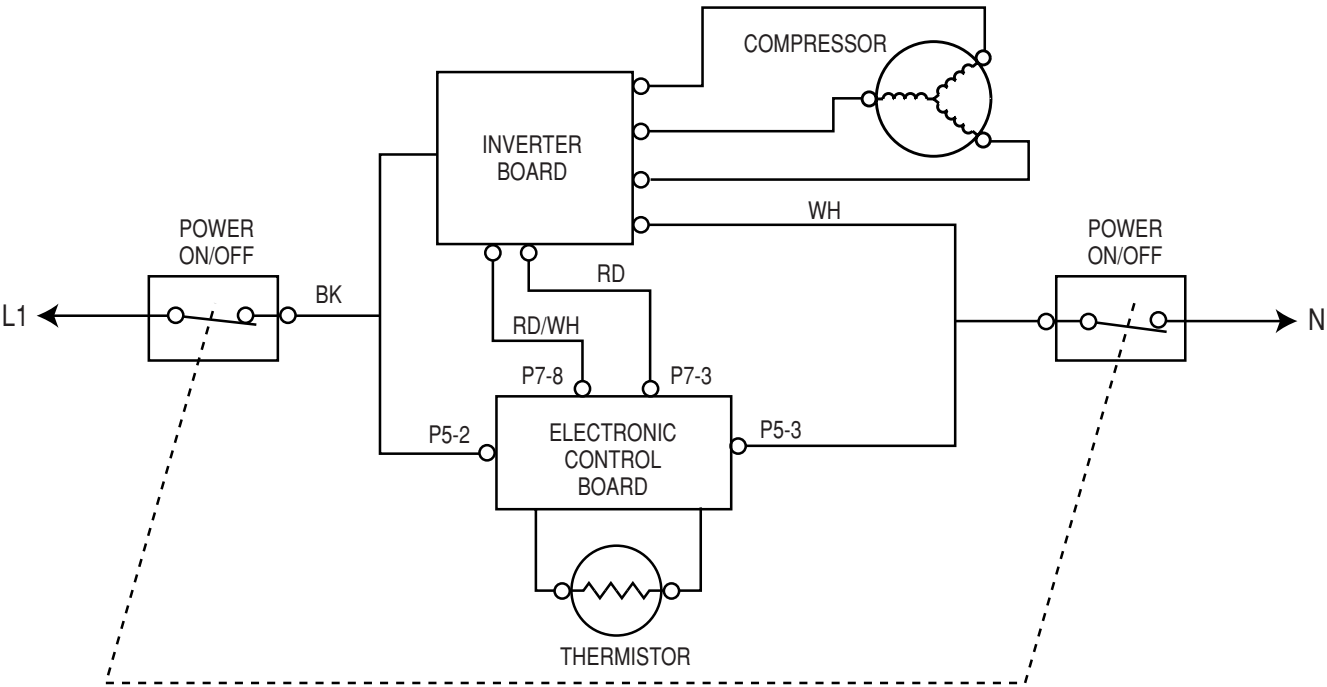 COMPRESSOR
INVERTER
BOARD
WH
POWER
ON/OFF
POWER
ON/OFF
RD
BK
L1
N
RD/WH
P7-8
P7-3
P5-2
ELECTRONIC
CONTROL
BOARD
P5-3
THERMISTOR